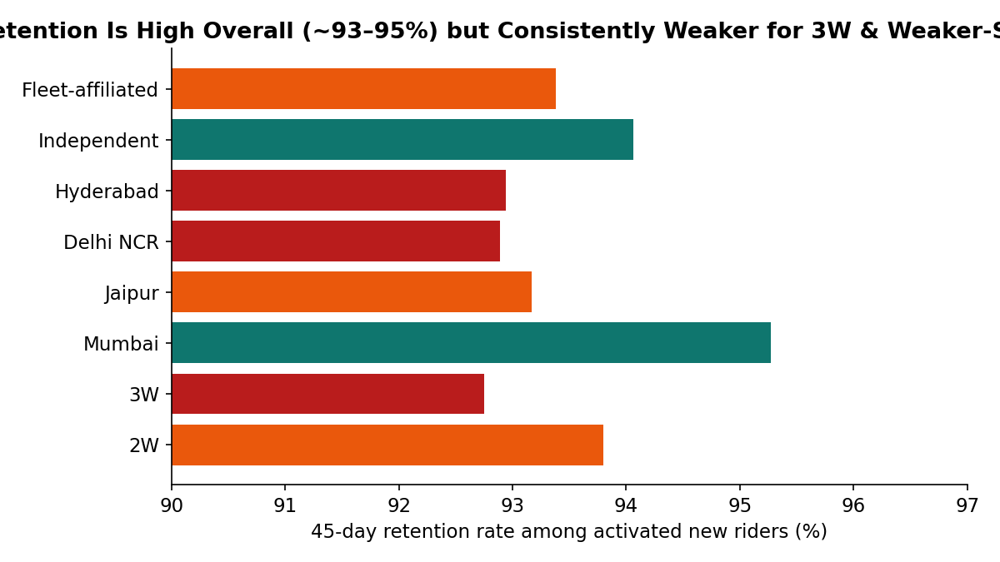 etention Is High Overall (~93–95%) but Consistently Weaker for 3W & Weaker-S
Fleet-affiliated
Independent
Hyderabad
Delhi NCR
Jaipur
Mumbai
3W
2W
90 91 92 93 94 95 96 97
45-day retention rate among activated new riders (%)